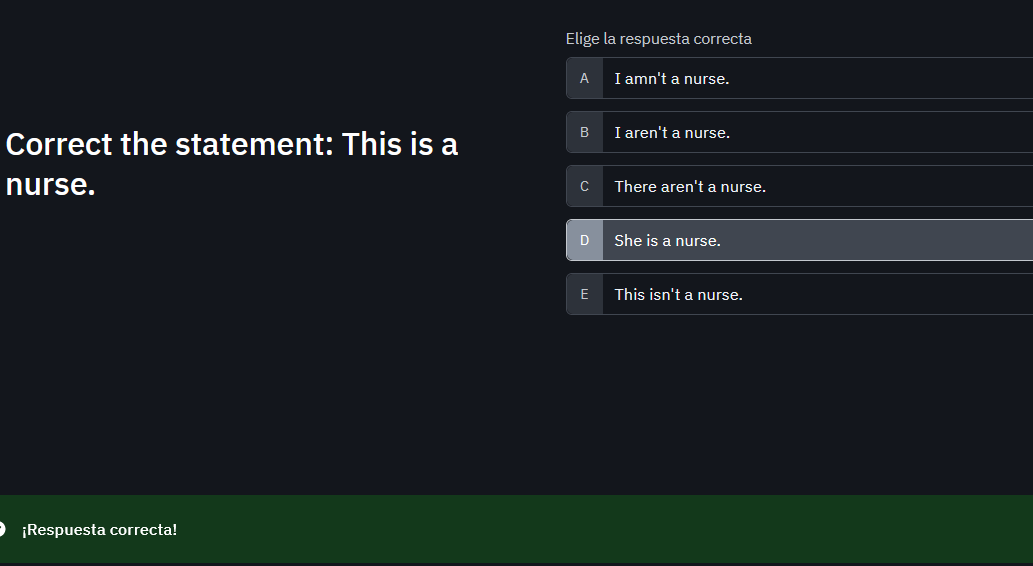 Correct the statement: This is a
nurse.
Elige la respuesta correcta
A I amn't a nurse.
B I aren't a nurse.
C There aren't a nurse.
D She is a nurse.
E This isn't a nurse.
¡Respuesta correcta!